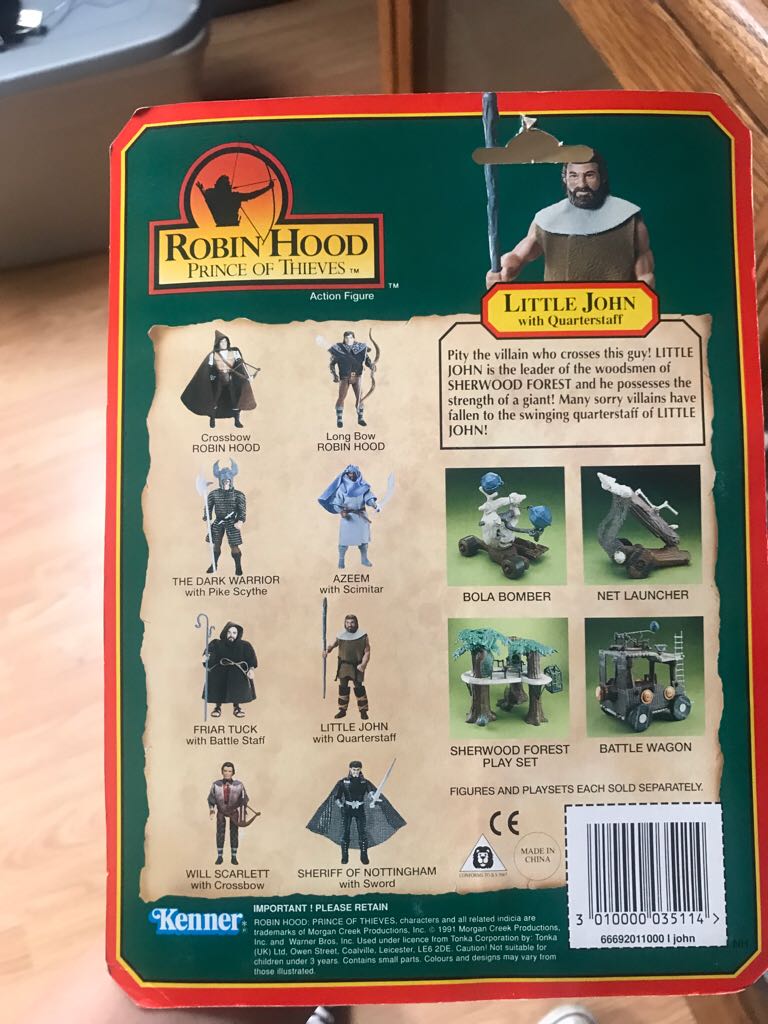 ROBIN HOOD
PRINCE OF THIEVES ™
™
Action Figure
LITTLE JOHN
with Quarterstaff
Pity the villain who crosses this guy! LITTLE
JOHN is the leader of the woodsmen of
SHERWOOD FOREST and he possesses the
strength of a giant! Many sorry villains have
fallen to the swinging quarterstaff of LITTLE
JOHN!
Crossbow
ROBIN HOOD
Long Bow
ROBIN HOOD
THE DARK WARRIOR
with Pike Scythe
AZEEM
with Scimitar
BOLA BOMBER
NET LAUNCHER
FRIAR TUCK
with Battle Staff
LITTLE JOHN
with Quarterstaff
SHERWOOD FOREST
PLAY SET
BATTLE WAGON
WILL SCARLETT
with Crossbow
SHERIFF OF NOTTINGHAM
with Sword
FIGURES AND PLAYSETS EACH SOLD SEPARATELY.
CE
MADE IN
CHINA
Kenner
IMPORTANT ! PLEASE RETAIN
ROBIN HOOD: PRINCE OF THIEVES, characters and all related indicia are
trademarks of Morgan Creek Productions, Inc. © 1991 Morgan Creek Productions,
Inc. and Warner Bros, Inc. Used under licence from Tonka Corporation by: Tonka
(UK) Ltd, Owen Street, Coalville, Leicester, LE6 2DE. Caution! Not suitable for
children under 3 years. Contains small parts. Colours and designs may vary from
those illustrated.
3 010000 035114 >
66692011000 l john